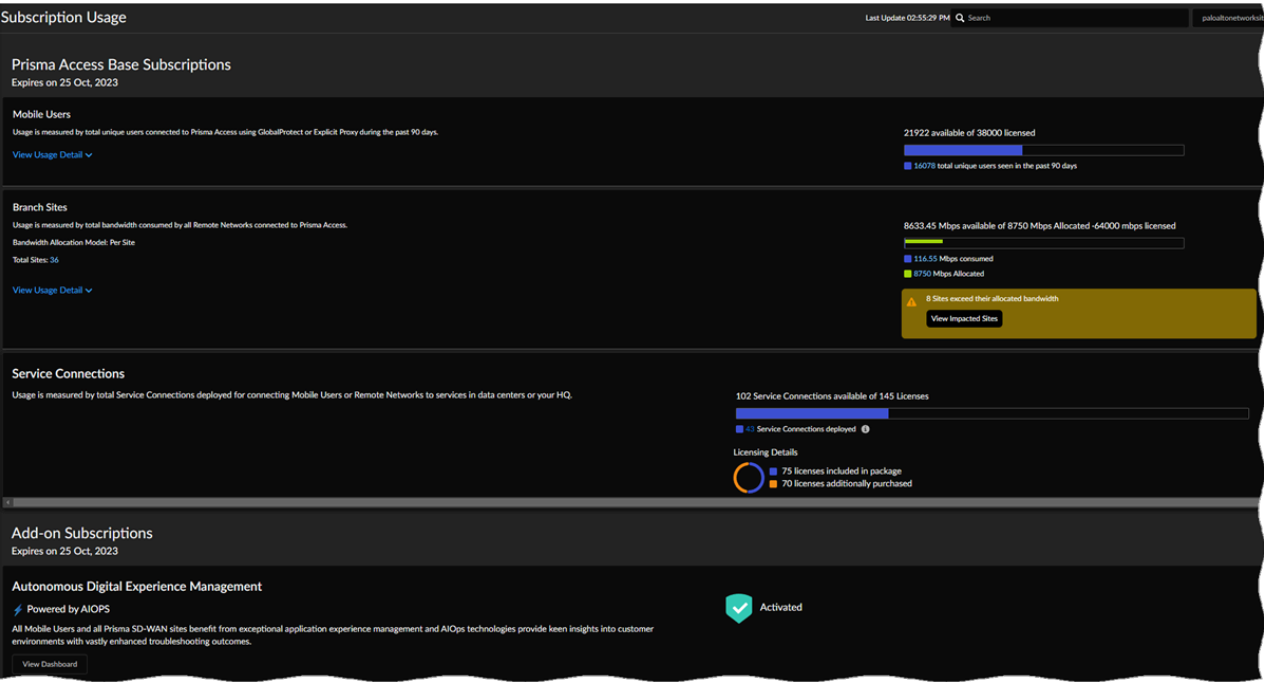 Subscription Usage
Last Update 02:55:29 PM
Search
paloaltonetworksit
Prisma Access Base Subscriptions
Expires on 25 Oct, 2023
Mobile Users
Usage is measured by total unique users connected to Prisma Access using GlobalProtect or Explicit Proxy during the past 90 days.
View Usage Detail
21922 available of 38000 licensed
16078 total unique users seen in the past 90 days
Branch Sites
Usage is measured by total bandwidth consumed by all Remote Networks connected to Prisma Access.
Bandwidth Allocation Model: Per Site
Total Sites: 36
View Usage Detail
8633.45 Mbps available of 8750 Mbps Allocated -64000 mbps licensed
116.55 Mbps consumed
8750 Mbps Allocated
8 Sites exceed their allocated bandwidth
View Impacted Sites
Service Connections
Usage is measured by total Service Connections deployed for connecting Mobile Users or Remote Networks to services in data centers or your HQ.
102 Service Connections available of 145 Licenses
43 Service Connections deployed
Licensing Details
75 licenses included in package
70 licenses additionally purchased
Add-on Subscriptions
Expires on 25 Oct, 2023
Autonomous Digital Experience Management
Powered by AIOPS
All Mobile Users and all Prisma SD-WAN sites benefit from exceptional application experience management and AIOps technologies provide keen insights into customer
environments with vastly enhanced troubleshooting outcomes.
View Dashboard
Activated